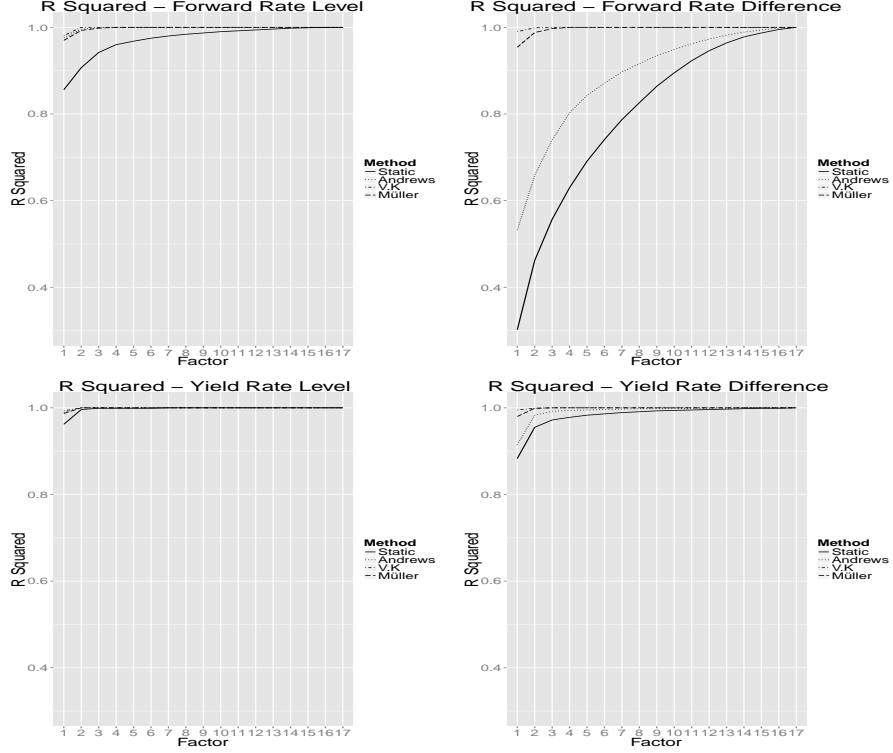 R Squared – Forward Rate Level
R Squared
1.0
0.8
0.6
0.4
1 2 3 4 5 6 7 8 9 10 11 12 13 14 15 16 17
Factor
Method
Static
Andrews
V.K
Müller
R Squared – Forward Rate Difference
R Squared
1.0
0.8
0.6
0.4
1 2 3 4 5 6 7 8 9 10 11 12 13 14 15 16 17
Factor
Method
Static
Andrews
V.K
Müller
R Squared – Yield Rate Level
R Squared
1.0
0.8
0.6
0.4
1 2 3 4 5 6 7 8 9 10 11 12 13 14 15 16 17
Factor
Method
Static
Andrews
V.K
Müller
R Squared – Yield Rate Difference
R Squared
1.0
0.8
0.6
0.4
1 2 3 4 5 6 7 8 9 10 11 12 13 14 15 16 17
Factor
Method
Static
Andrews
V.K
Müller